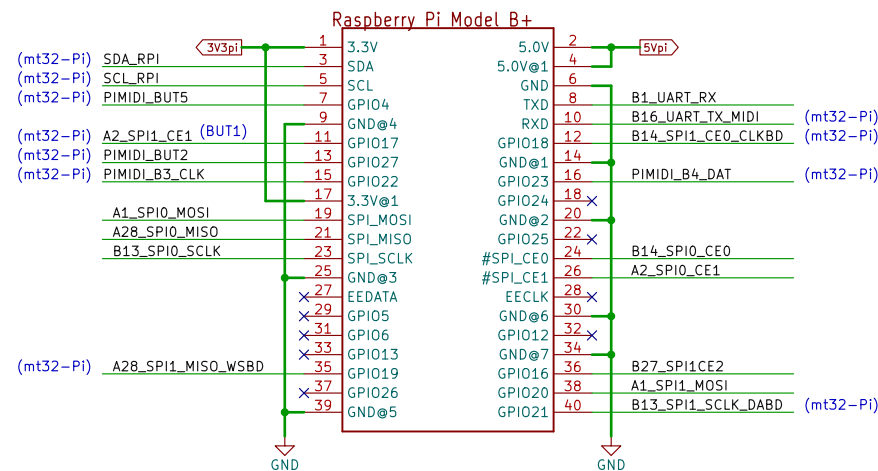 Raspberry Pi Model B+
3V3pi 1 3.3V 5.0V 2 5Vpi
(mt32-Pi) SDA_RPI 3 SDA 5.0V@1 4
(mt32-Pi) SCL_RPI 5 SCL GND 6
(mt32-Pi) PIMIDI_BUT5 7 GPIO4 TXD 8 B1_UART_RX
9 GND@4 RXD 10 B16_UART_TX_MIDI (mt32-Pi)
(mt32-Pi) A2_SPI1_CE1 (BUT1) 11 GPIO17 GPIO18 12 B14_SPI1_CE0_CLKBD (mt32-Pi)
(mt32-Pi) PIMIDI_BUT2 13 GPIO27 GND@1 14
(mt32-Pi) PIMIDI_B3_CLK 15 GPIO22 GPIO23 16 PIMIDI_B4_DAT (mt32-Pi)
17 3.3V@1 GPIO24 18
A1_SPI0_MOSI 19 SPI_MOSI GND@2 20
A28_SPI0_MISO 21 SPI_MISO GPIO25 22
B13_SPI0_SCLK 23 SPI_SCLK #SPI_CE0 24 B14_SPI0_CE0
25 GND@3 #SPI_CE1 26 A2_SPI0_CE1
27 EEDATA EECLK 28
29 GPIO5 GND@6 30
31 GPIO6 GPIO12 32
33 GPIO13 GND@7 34
(mt32-Pi) A28_SPI1_MISO_WSBD 35 GPIO19 GPIO16 36 B27_SPI1CE2
37 GPIO26 GPIO20 38 A1_SPI1_MOSI
39 GND@5 GPIO21 40 B13_SPI1_SCLK_DABD (mt32-Pi)
GND GND